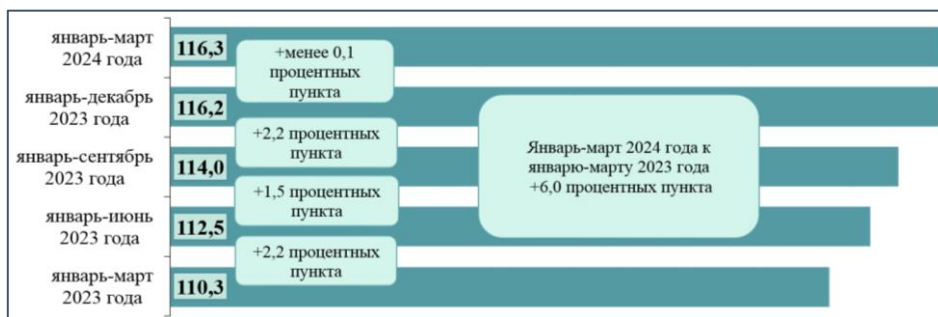 январь-март
2024 года
116,3
+менее 0,1
процентных
пункта
январь-декабрь
2023 года
116,2
+2,2 процентных
пункта
январь-сентябрь
2023 года
114,0
+1,5 процентных
пункта
январь-июнь
2023 года
112,5
+2,2 процентных
пункта
январь-март
2023 года
110,3
Январь-март 2024 года к
январю-марту 2023 года
+6,0 процентных пункта